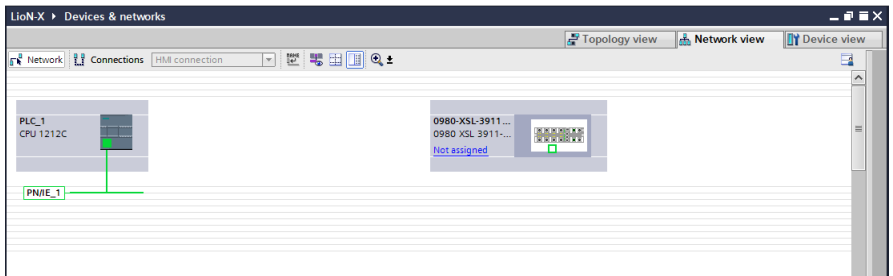 LioN-X ▸ Devices & networks
Topology view
Network view
Device view
Network
Connections
HMI connection
PLC_1
CPU 1212C
0980-XSL-3911...
0980 XSL 3911-...
Not assigned
PN/IE_1